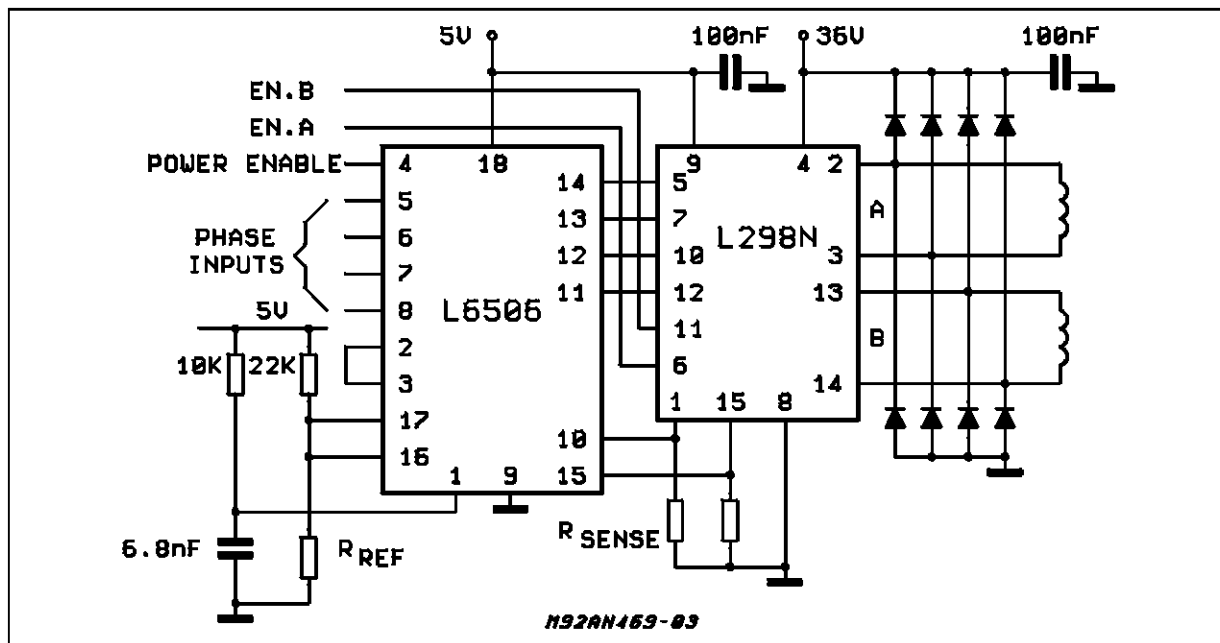 5V
100nF
36V
100nF
EN.B
EN.A
POWER ENABLE
4
18
14
5
9
4
2
5
13
7
A
PHASE
INPUTS
6
12
10
L298N
3
7
11
12
13
8
L6506
11
B
5V
2
6
14
10K
22K
3
1
15
8
17
10
16
1
9
15
6.8nF
R REF
R SENSE
M92AN469-03